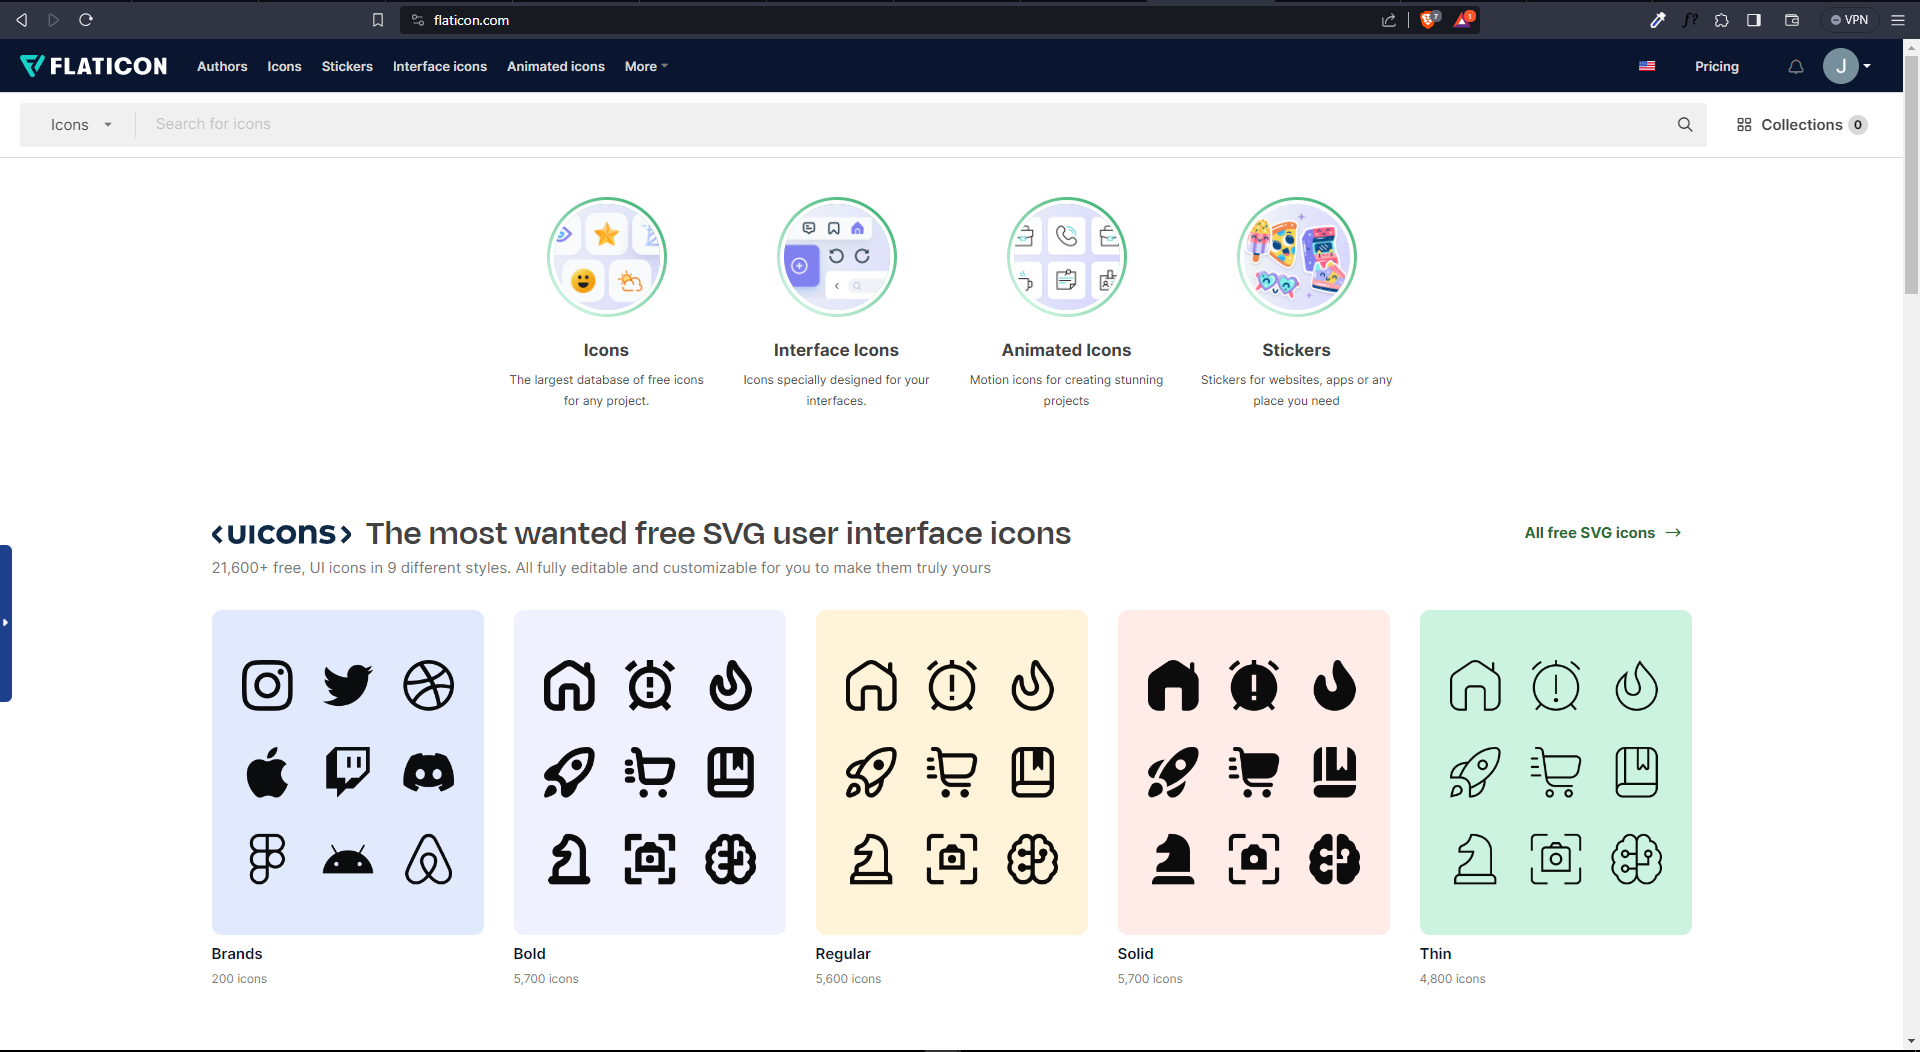 flaticon.com
f?
7
1
VPN
FLATICON
Authors
Icons
Stickers
Interface icons
Animated icons
More
Pricing
J
Icons
Search for icons
Collections 0
Icons
The largest database of free icons
for any project.
Interface Icons
Icons specially designed for your
interfaces.
Animated Icons
Motion icons for creating stunning
projects
Stickers
Stickers for websites, apps or any
place you need
<uicons> The most wanted free SVG user interface icons
All free SVG icons →
21,600+ free, UI icons in 9 different styles. All fully editable and customizable for you to make them truly yours
Brands
200 icons
Bold
5,700 icons
Regular
5,600 icons
Solid
5,700 icons
Thin
4,800 icons